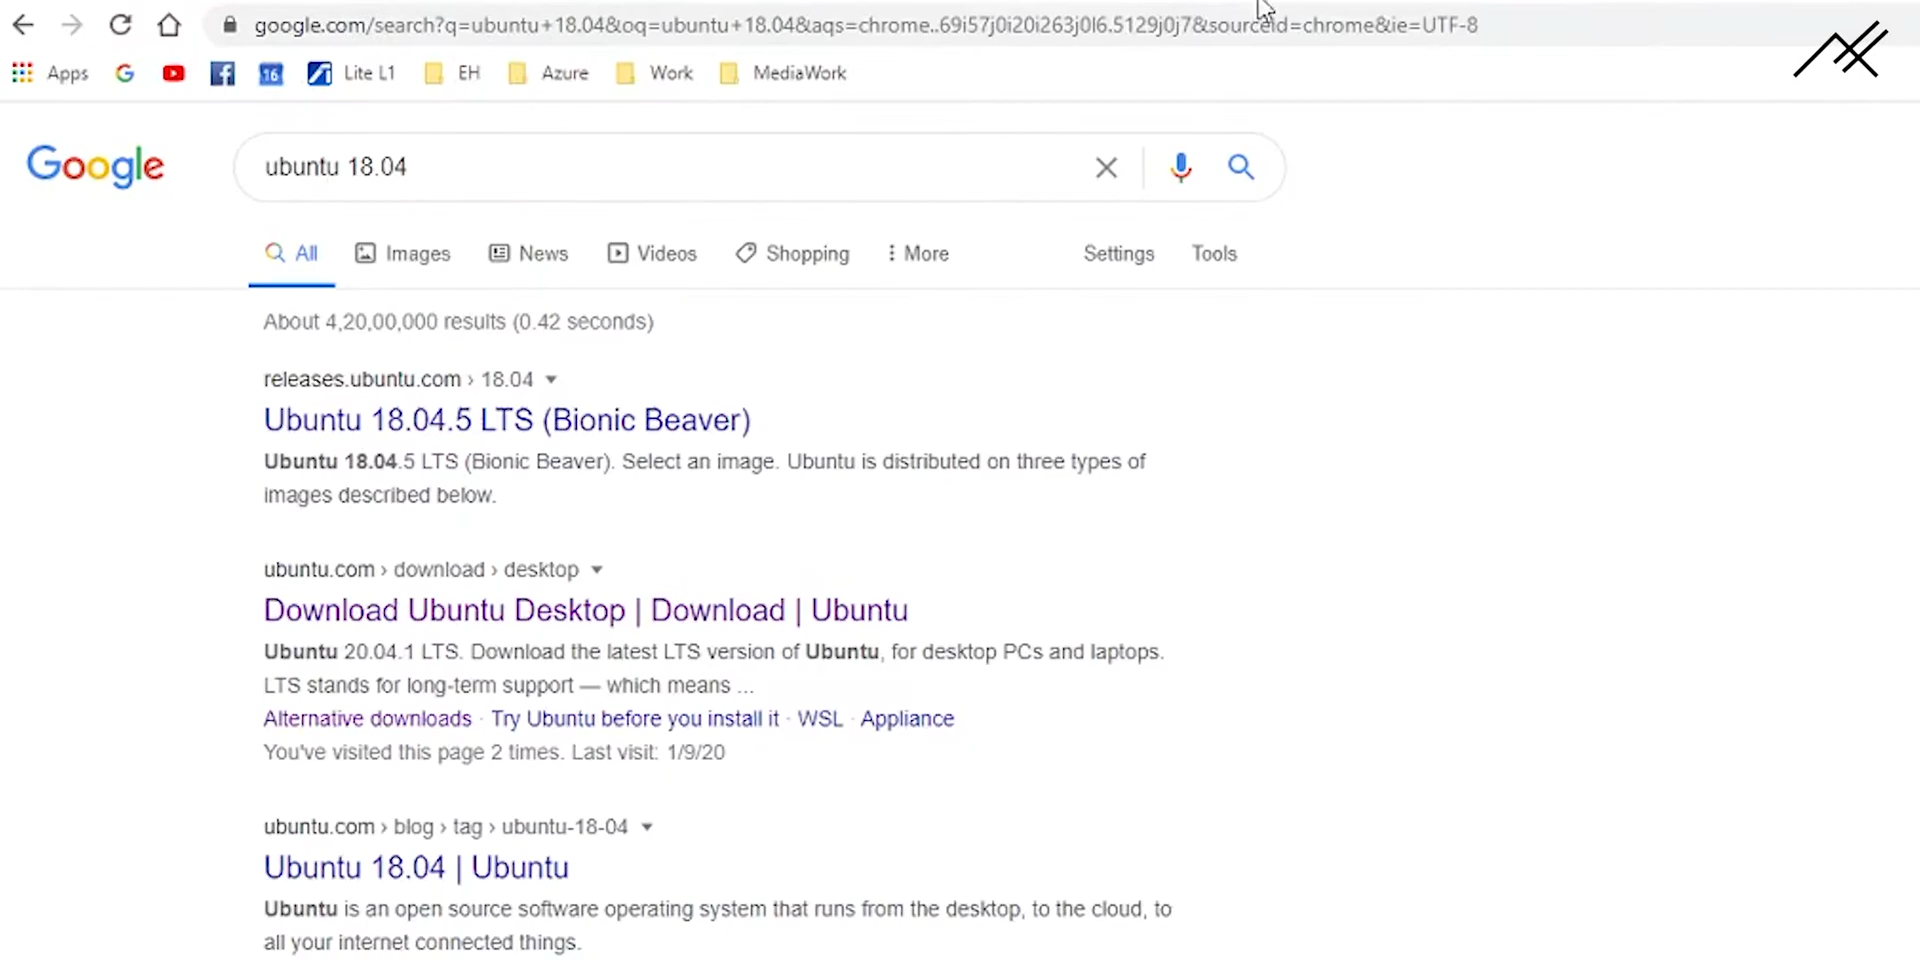 google.com/search?q=ubuntu+18.04&oq=ubuntu+18.04&aqs=chrome..69i57j0i20i263j0l6.5129j0j7&sourceid=chrome&ie=UTF-8
Apps 16 Lite L1 EH Azure Work MediaWork
Google ubuntu 18.04
All Images News Videos Shopping More Settings Tools
About 4,20,00,000 results (0.42 seconds)
releases.ubuntu.com › 18.04
Ubuntu 18.04.5 LTS (Bionic Beaver)
Ubuntu 18.04.5 LTS (Bionic Beaver). Select an image. Ubuntu is distributed on three types of
images described below.
ubuntu.com › download › desktop
Download Ubuntu Desktop | Download | Ubuntu
Ubuntu 20.04.1 LTS. Download the latest LTS version of Ubuntu, for desktop PCs and laptops.
LTS stands for long-term support — which means ...
Alternative downloads · Try Ubuntu before you install it · WSL · Appliance
You've visited this page 2 times. Last visit: 1/9/20
ubuntu.com › blog › tag › ubuntu-18-04
Ubuntu 18.04 | Ubuntu
Ubuntu is an open source software operating system that runs from the desktop, to the cloud, to
all your internet connected things.